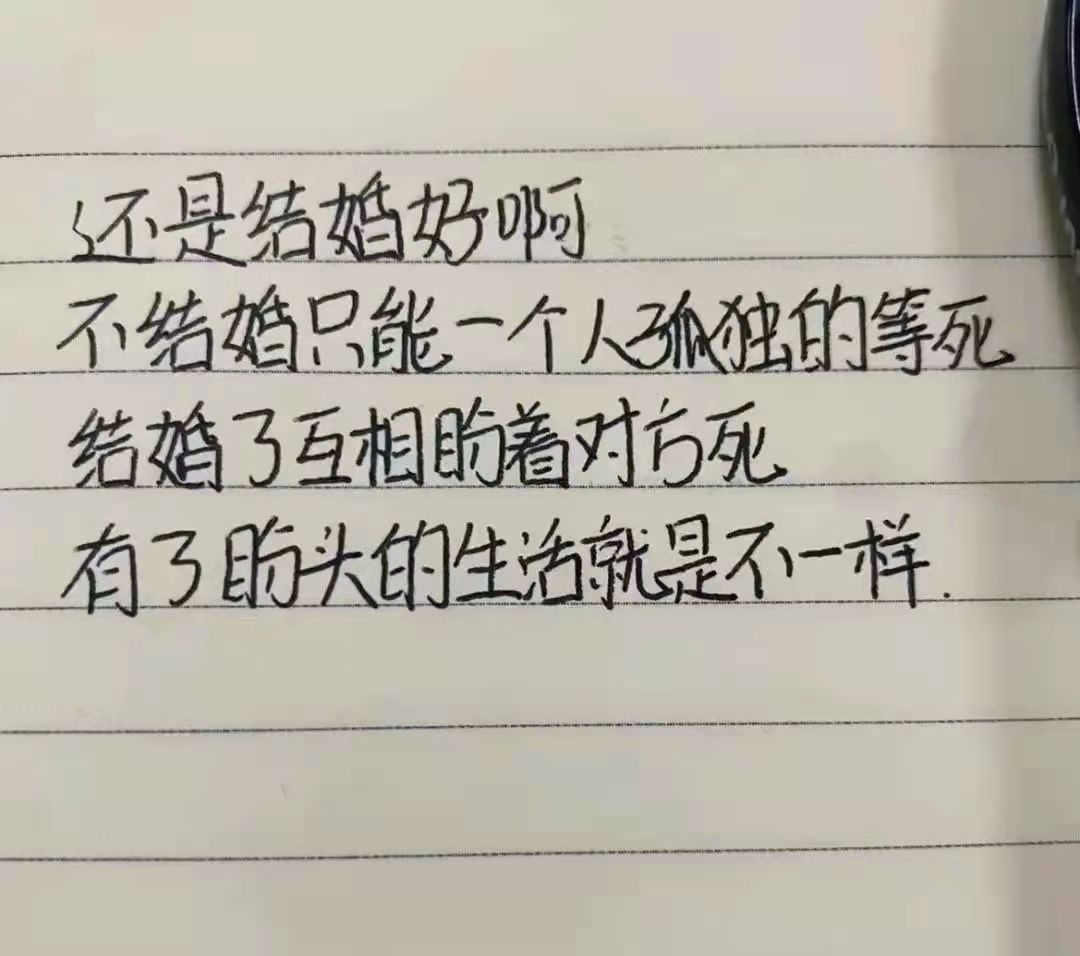 还是结婚好啊
不结婚只能一个人孤独的等死
结婚了互相盼着对方死
有了盼头的生活就是不一样.